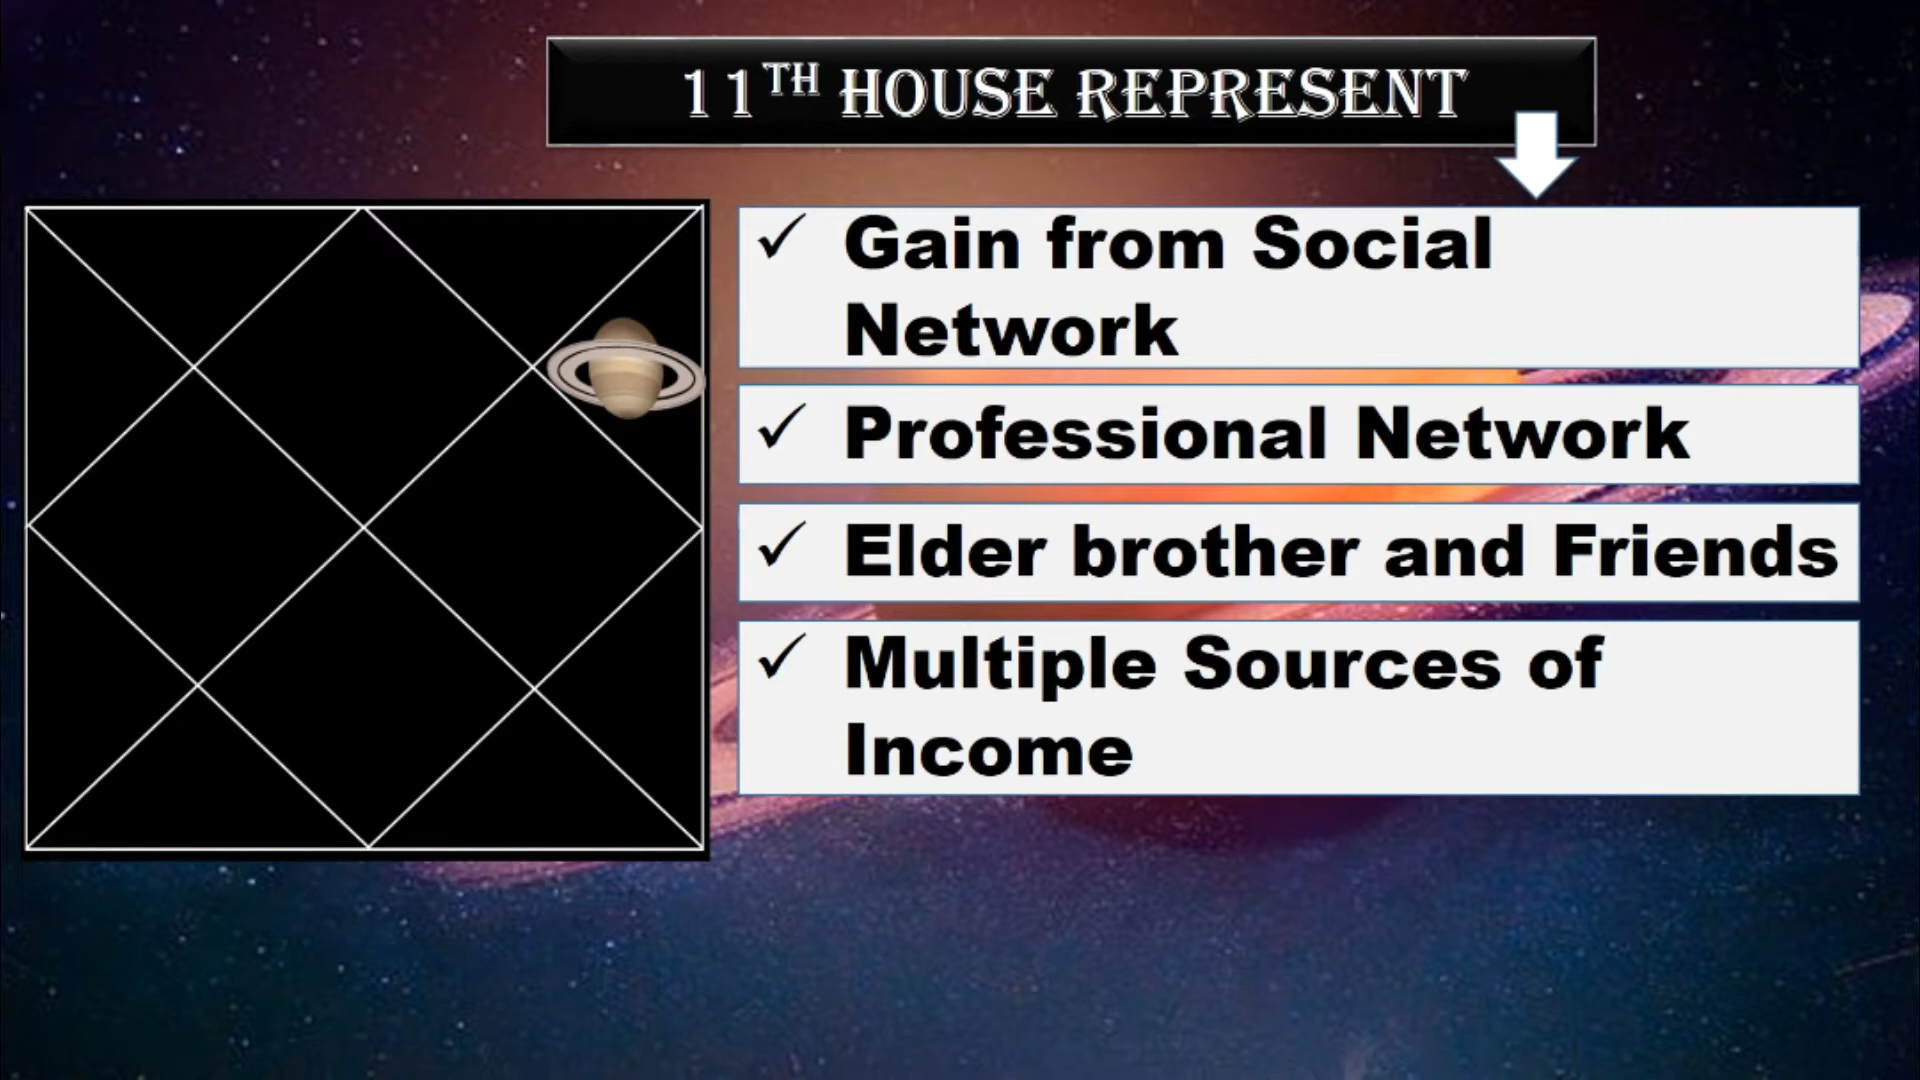 11TH HOUSE REPRESENT
✓ Gain from Social
Network
✓ Professional Network
✓ Elder brother and Friends
✓ Multiple Sources of
Income